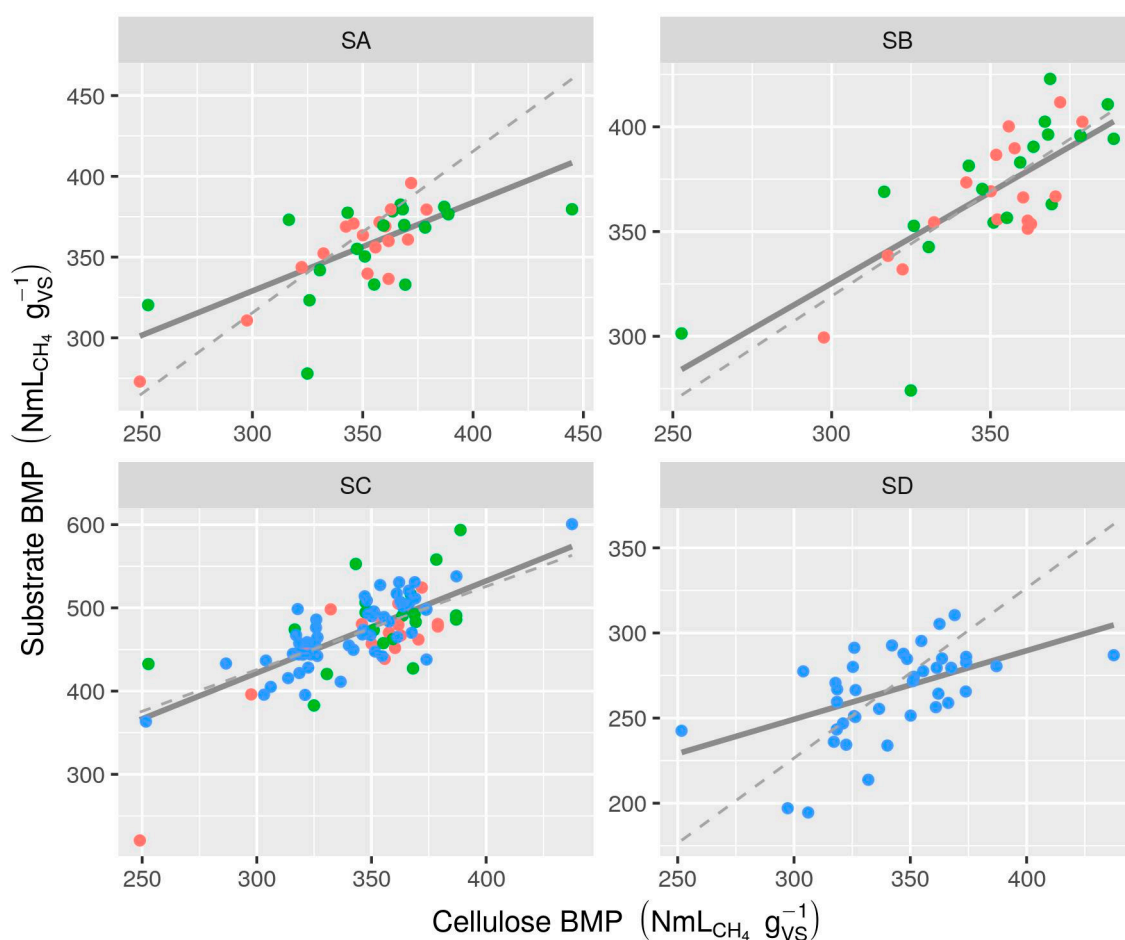 SA
SB
450
400
350
300
400
350
300
250 300 350 400 450
250 300 350
Substrate BMP (NmL_CH₄ g_VS⁻¹)
SC
SD
600
500
400
300
350
300
250
200
250 300 350 400
250 300 350 400
Cellulose BMP (NmL_CH₄ g_VS⁻¹)